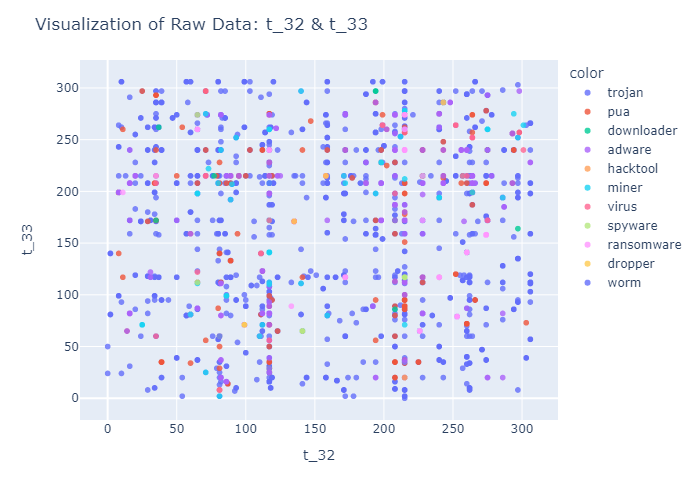 Visualization of Raw Data: t_32 & t_33
color
trojan
pua
downloader
adware
hacktool
miner
virus
spyware
ransomware
dropper
worm
300
250
200
150
100
50
0
t_33
0 50 100 150 200 250 300
t_32